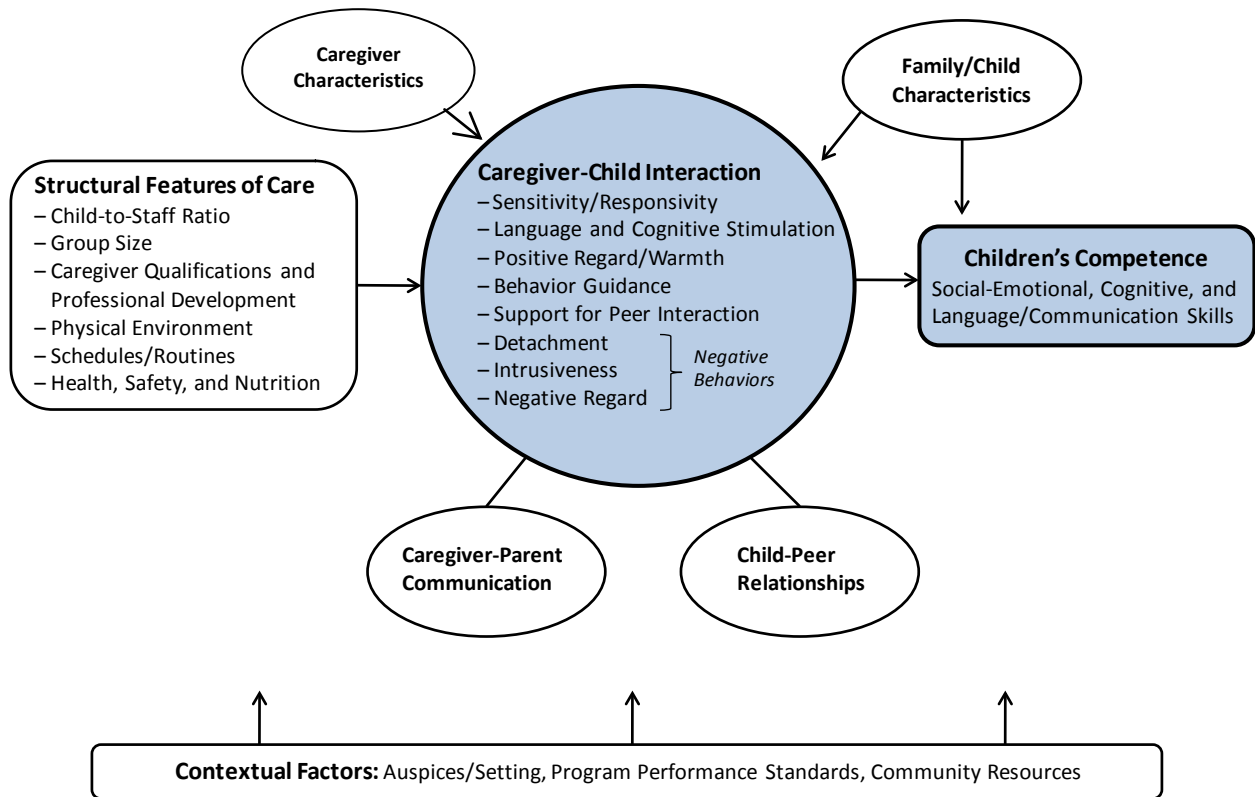 Caregiver
Characteristics
Family/Child
Characteristics
Structural Features of Care
– Child-to-Staff Ratio
– Group Size
– Caregiver Qualifications and
Professional Development
– Physical Environment
– Schedules/Routines
– Health, Safety, and Nutrition
Caregiver-Child Interaction
– Sensitivity/Responsivity
– Language and Cognitive Stimulation
– Positive Regard/Warmth
– Behavior Guidance
– Support for Peer Interaction
– Detachment
– Intrusiveness
– Negative Regard
Negative
Behaviors
Children’s Competence
Social-Emotional, Cognitive, and
Language/Communication Skills
Caregiver-Parent
Communication
Child-Peer
Relationships
Contextual Factors: Auspices/Setting, Program Performance Standards, Community Resources